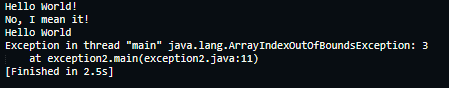 Hello World!
No, I mean it!
Hello World
Exception in thread "main" java.lang.ArrayIndexOutOfBoundsException: 3
    at exception2.main(exception2.java:11)
[Finished in 2.5s]